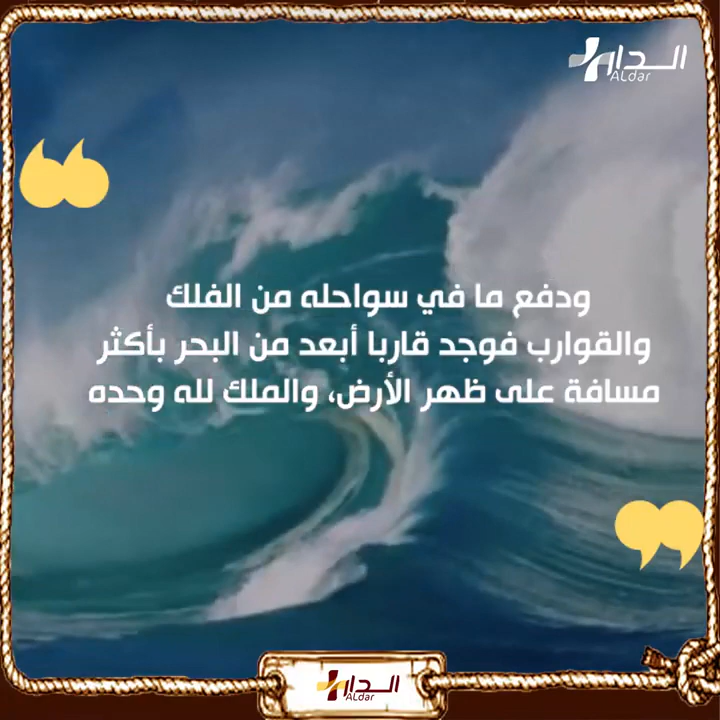 الدار
ALdar
ودفع ما في سواحله من الفلك
والقوارب فوجد قاربا أبعد من البحر بأكثر
مسافة على ظهر الأرض، والملك لله وحده
الدار
ALdar